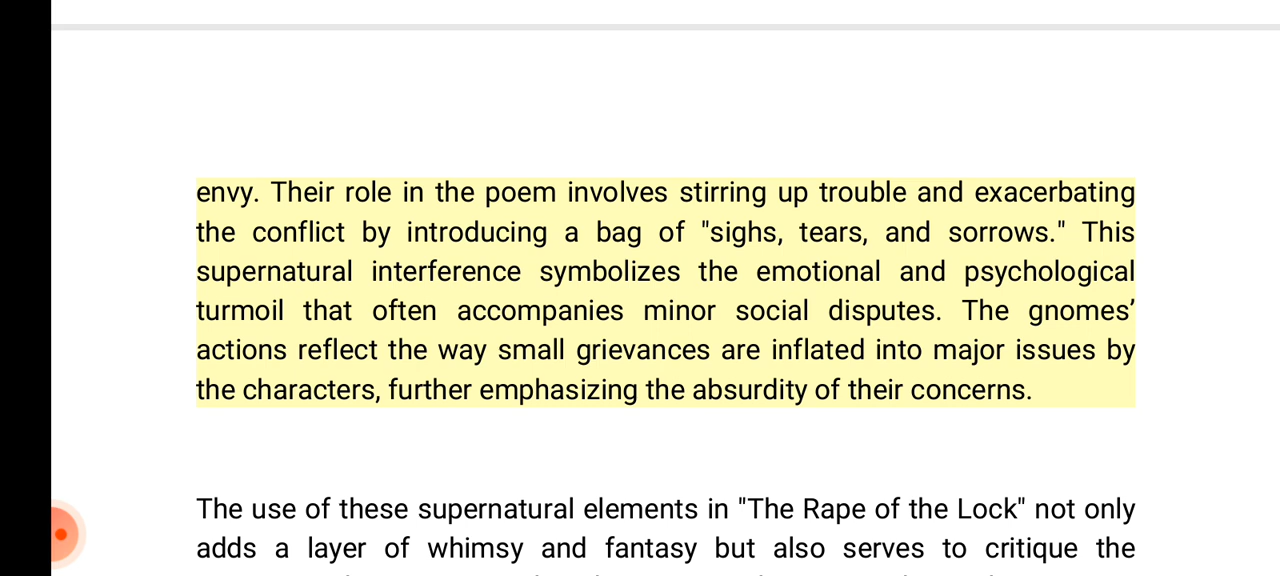 envy. Their role in the poem involves stirring up trouble and exacerbating
the conflict by introducing a bag of "sighs, tears, and sorrows." This
supernatural interference symbolizes the emotional and psychological
turmoil that often accompanies minor social disputes. The gnomes’
actions reflect the way small grievances are inflated into major issues by
the characters, further emphasizing the absurdity of their concerns.
The use of these supernatural elements in "The Rape of the Lock" not only
adds a layer of whimsy and fantasy but also serves to critique the